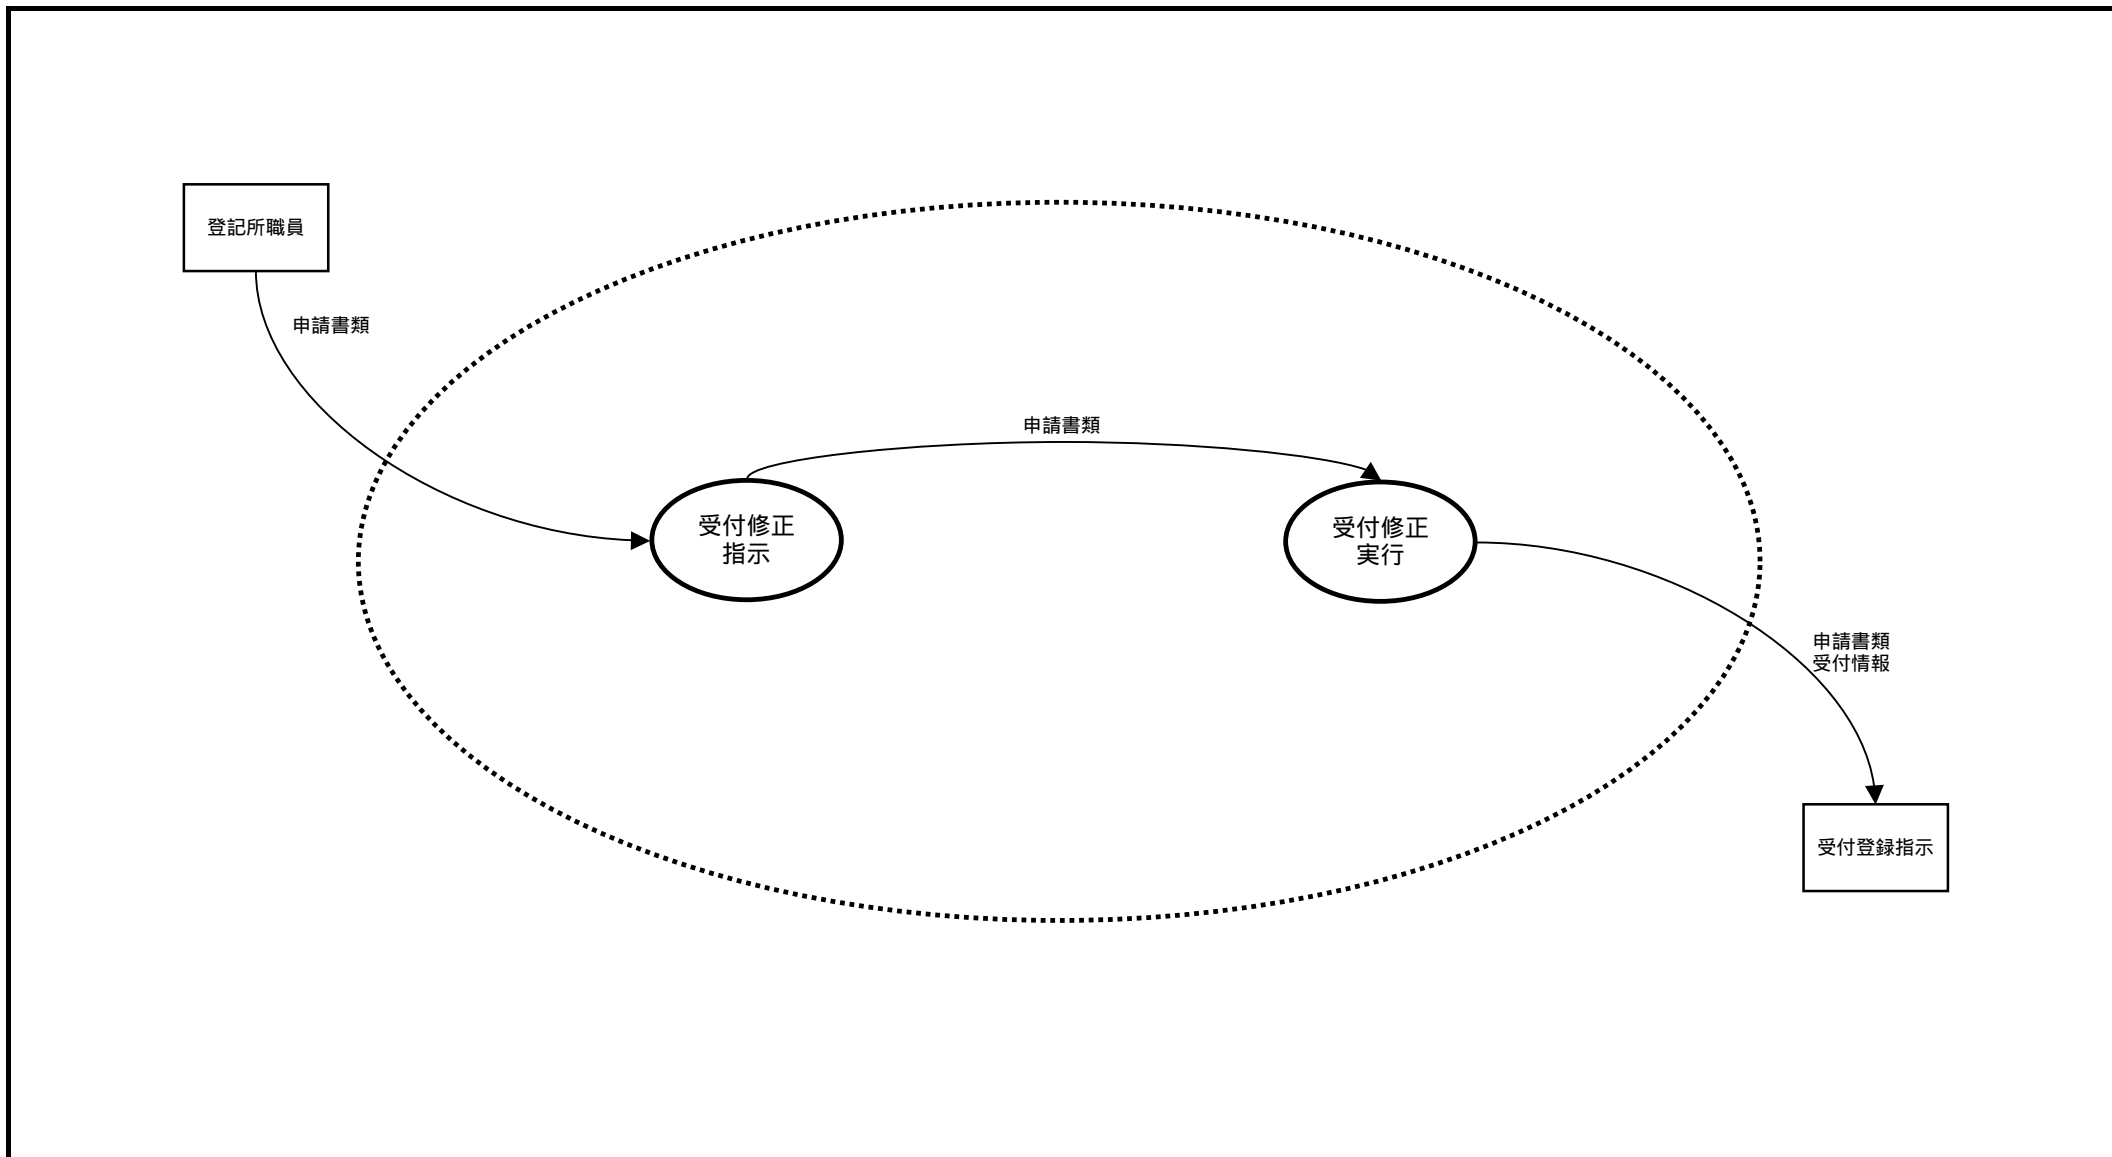 登記所職員
申請書類
申請書類
受付修正
指示
受付修正
実行
申請書類
受付情報
受付登録指示